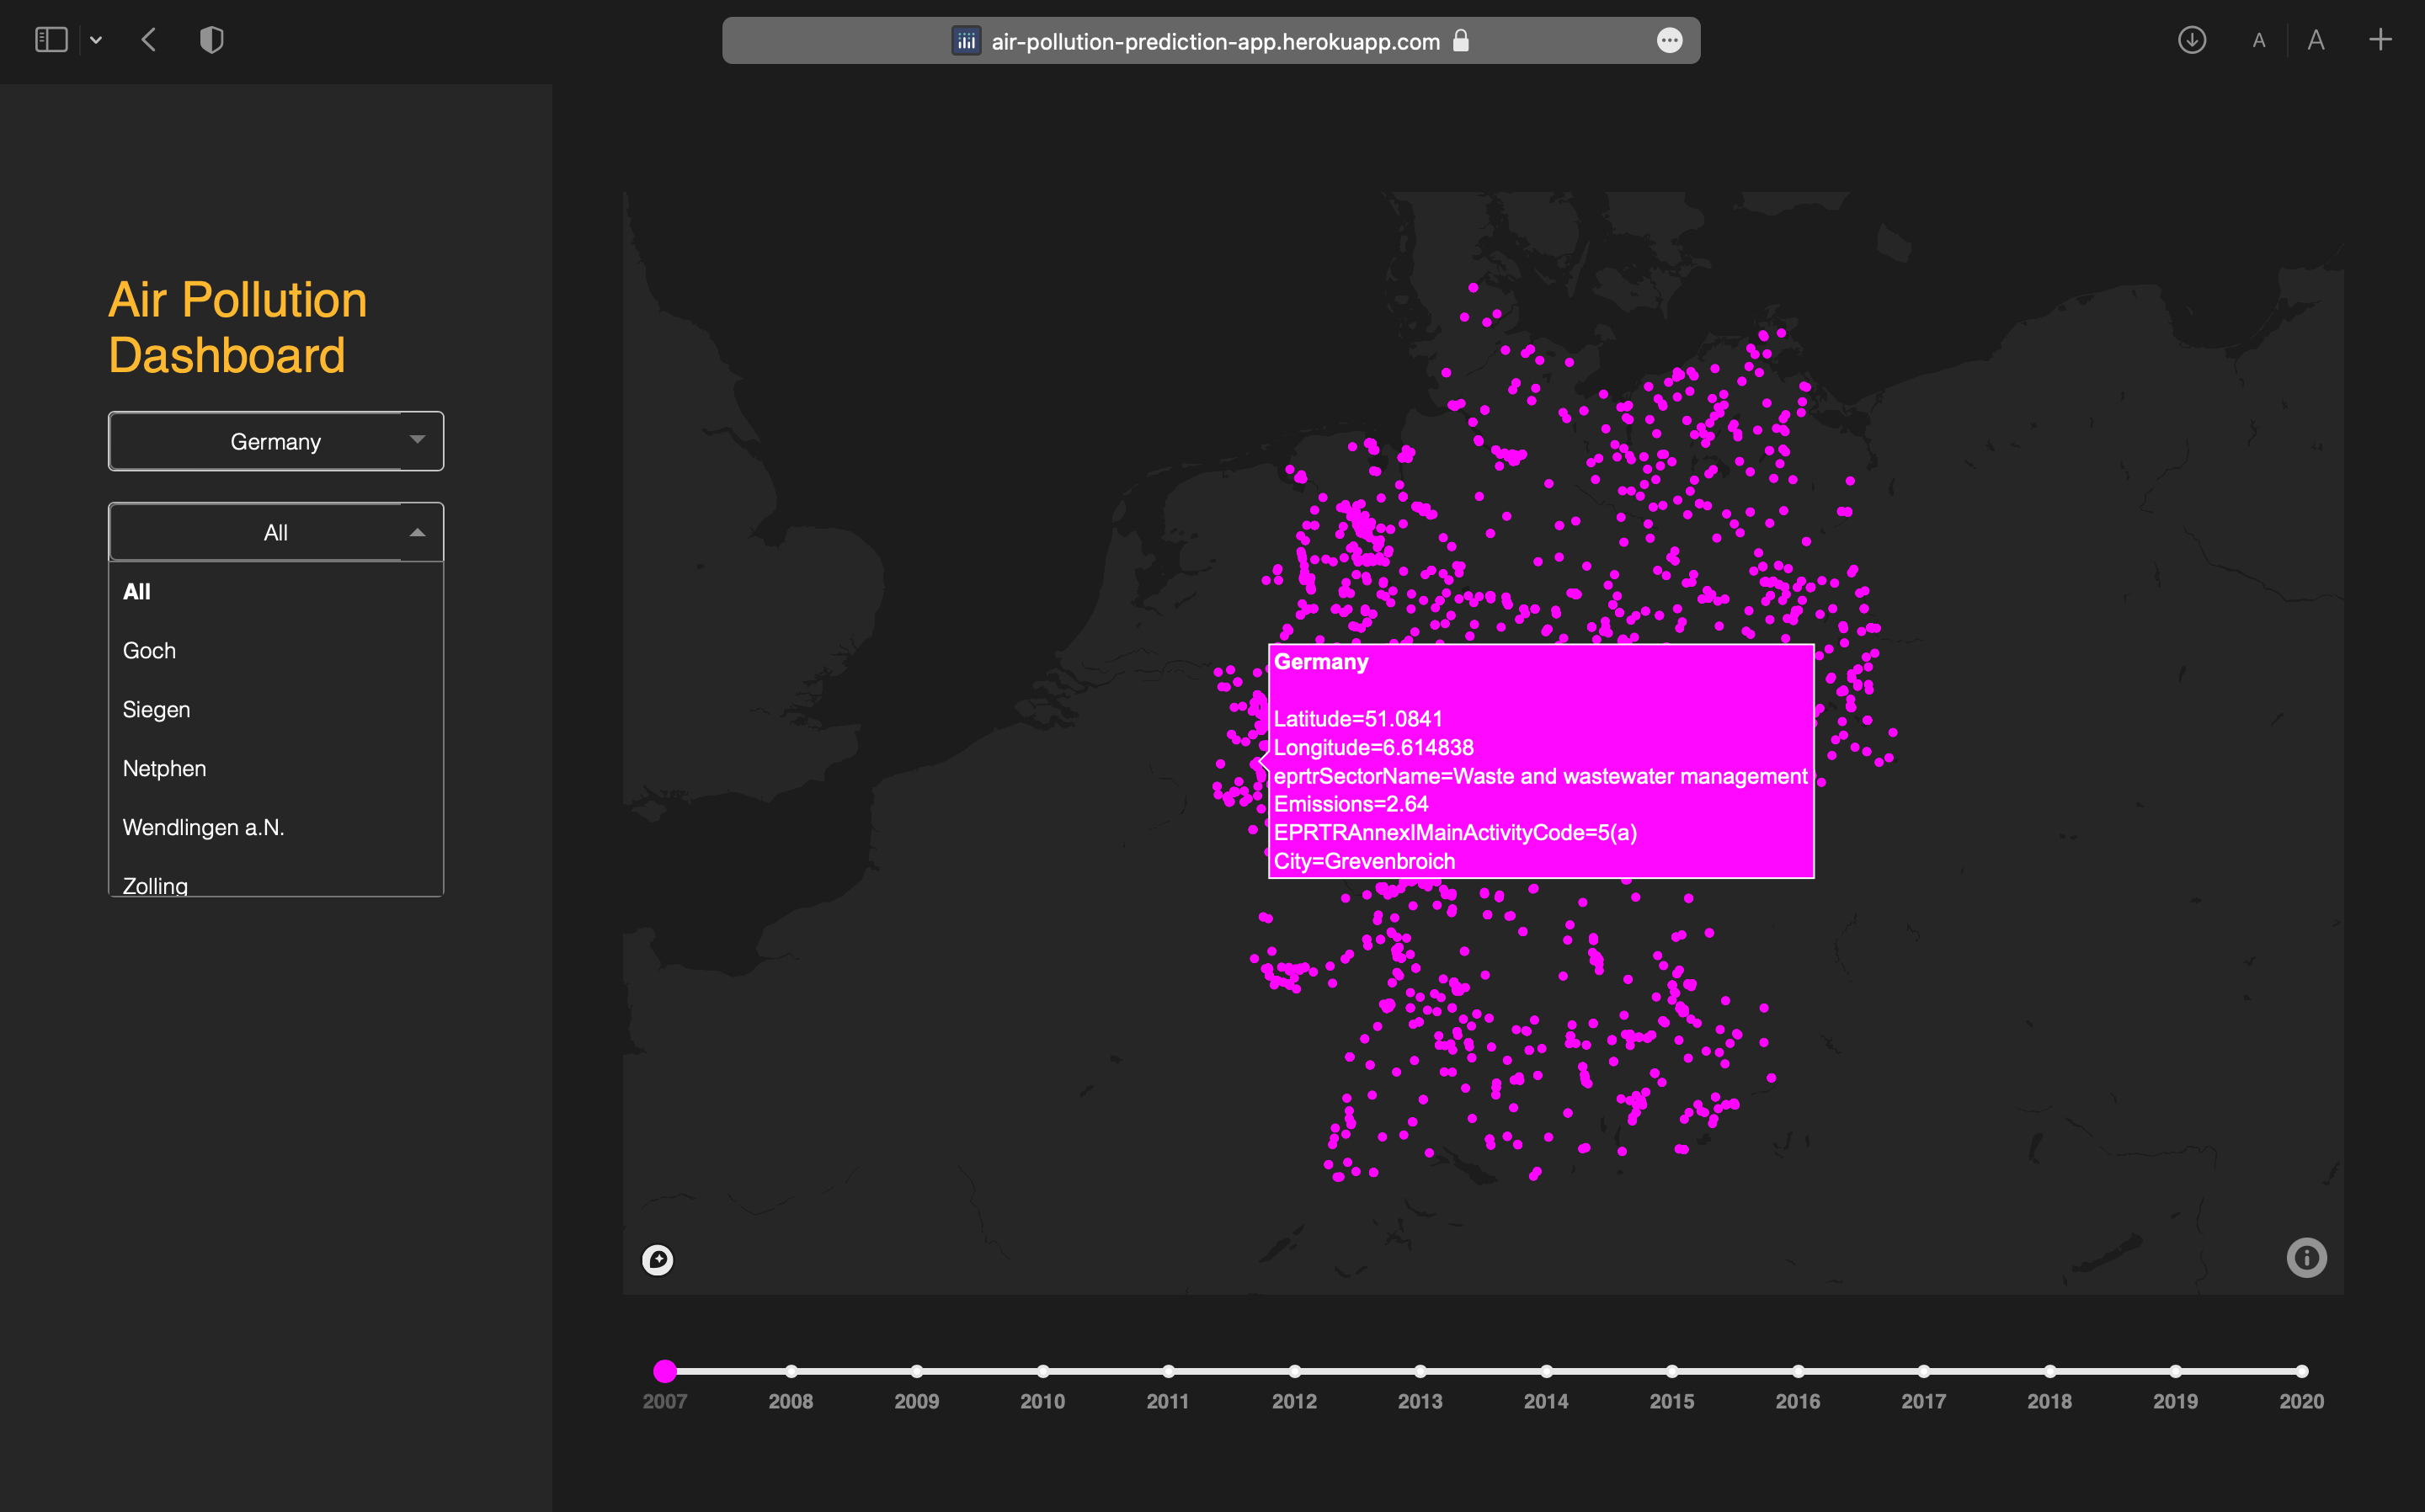 air-pollution-prediction-app.herokuapp.com
A
A
Air Pollution
Dashboard
Germany
All
All
Goch
Siegen
Netphen
Wendlingen a.N.
Zolling
Germany
Latitude=51.0841
Longitude=6.614838
eprtrSectorName=Waste and wastewater management
Emissions=2.64
EPRTRAnnexIMainActivityCode=5(a)
City=Grevenbroich
2007
2008
2009
2010
2011
2012
2013
2014
2015
2016
2017
2018
2019
2020